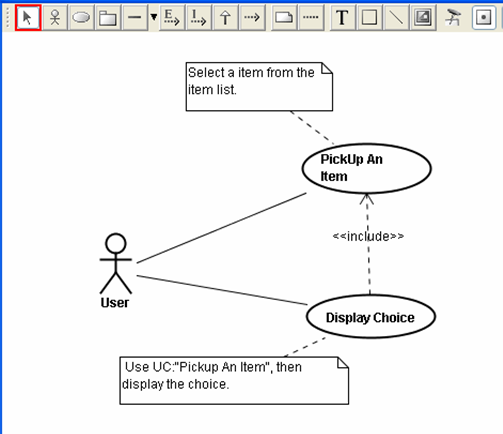 E
I
T
Select a item from the
item list.
PickUp An
Item
<<include>>
User
Display Choice
Use UC:"Pickup An Item", then
display the choice.